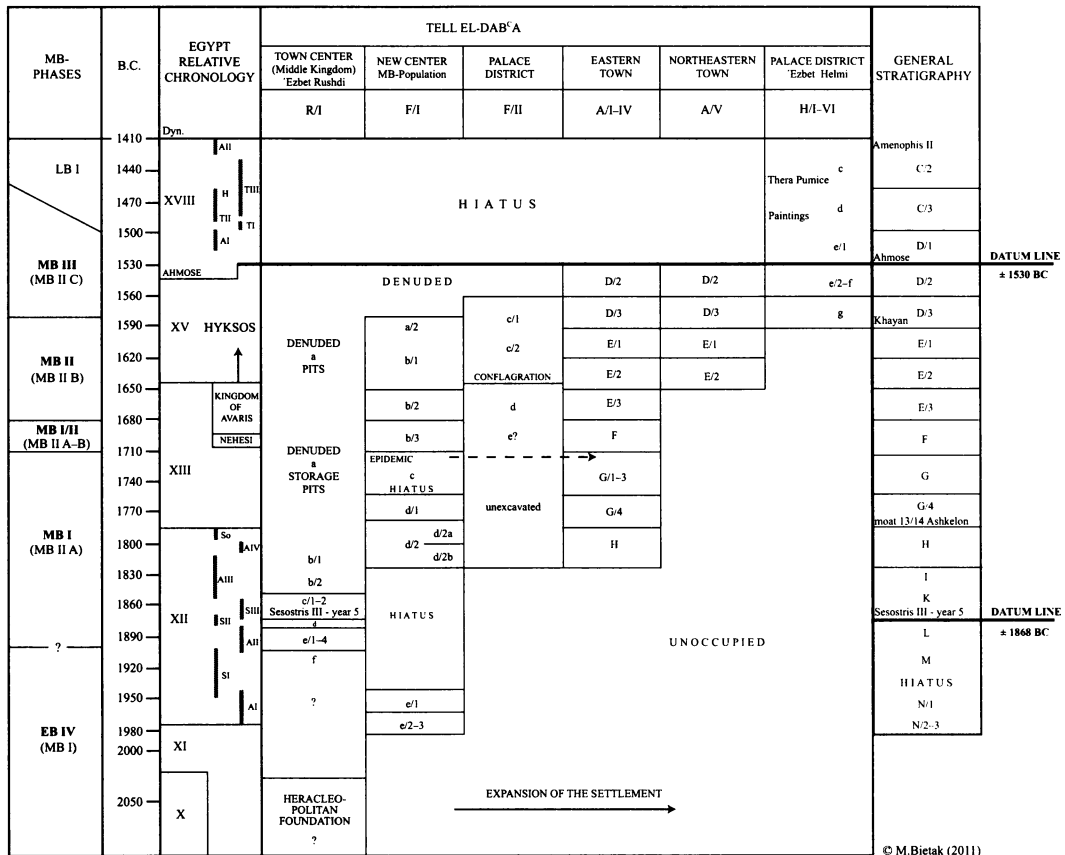 MB-
PHASES
B.C.
EGYPT
RELATIVE
CHRONOLOGY
Dyn.
TELL EL-DABᶜA
TOWN CENTER
(Middle Kingdom)
'Ezbet Rushdi
R/I
NEW CENTER
MB-Population
F/I
PALACE
DISTRICT
F/II
EASTERN
TOWN
A/I–IV
NORTHEASTERN
TOWN
A/V
PALACE DISTRICT
'Ezbet Helmi
H/I-VI
GENERAL
STRATIGRAPHY
LB I
MB III
(MB II C)
MB II
(MB II B)
MB I/II
(MB II A–B)
MB I
(MB II A)
?
EB IV
(MB I)
1410
1440
1470
1500
1530
1560
1590
1620
1650
1680
1710
1740
1770
1800
1830
1860
1890
1920
1950
1980
2000
2050
XVIII
AII
H
TIII
TII
TI
AI
AHMOSE
XV HYKSOS
KINGDOM
OF
AVARIS
NEHESI
XIII
So
AIV
AIII
XII
SIII
SII
AII
SI
AI
XI
X
HIATUS
DENUDED
DENUDED
a
PITS
DENUDED
a
STORAGE
PITS
b/1
b/2
c/1–2
Sesostris III - year 5
d
e/1–4
f
?
HERACLEO-
POLITAN
FOUNDATION
?
a/2
b/1
b/2
b/3
EPIDEMIC
c
HIATUS
d/1
d/2
d/2a
d/2b
HIATUS
e/1
e/2–3
c/1
c/2
CONFLAGRATION
d
e?
unexcavated
D/2
D/3
E/1
E/2
E/3
F
G/1–3
G/4
H
D/2
D/3
E/1
E/2
Thera Pumice
c
Paintings
d
e/1
e/2–f
g
UNOCCUPIED
EXPANSION OF THE SETTLEMENT
Amenophis II
C/2
C/3
D/1
Ahmose
D/2
D/3
Khayan
E/1
E/2
E/3
F
G
G/4
moat 13/14 Ashkelon
H
I
K
Sesostris III - year 5
L
M
HIATUS
N/1
N/2–3
DATUM LINE
± 1530 BC
DATUM LINE
± 1868 BC
© M.Bietak (2011)